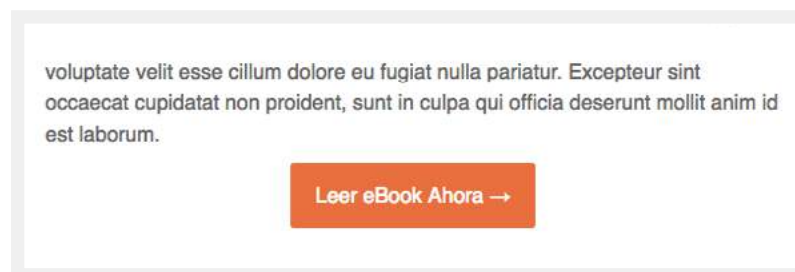 voluptate velit esse cillum dolore eu fugiat nulla pariatur. Excepteur sint
occaecat cupidatat non proident, sunt in culpa qui officia deserunt mollit anim id
est laborum.
Leer eBook Ahora →